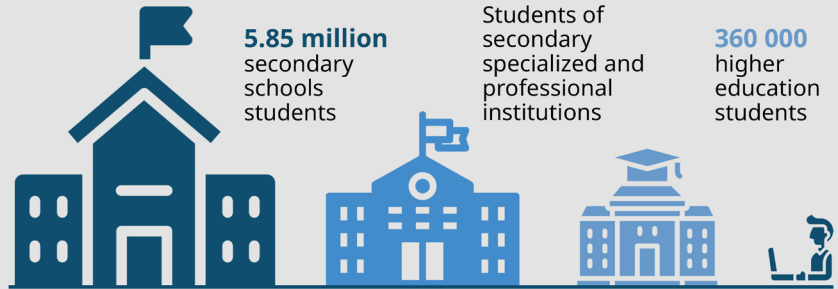 5.85 million
secondary
schools
students
Students of
secondary
specialized and
professional
institutions
360 000
higher
education
students